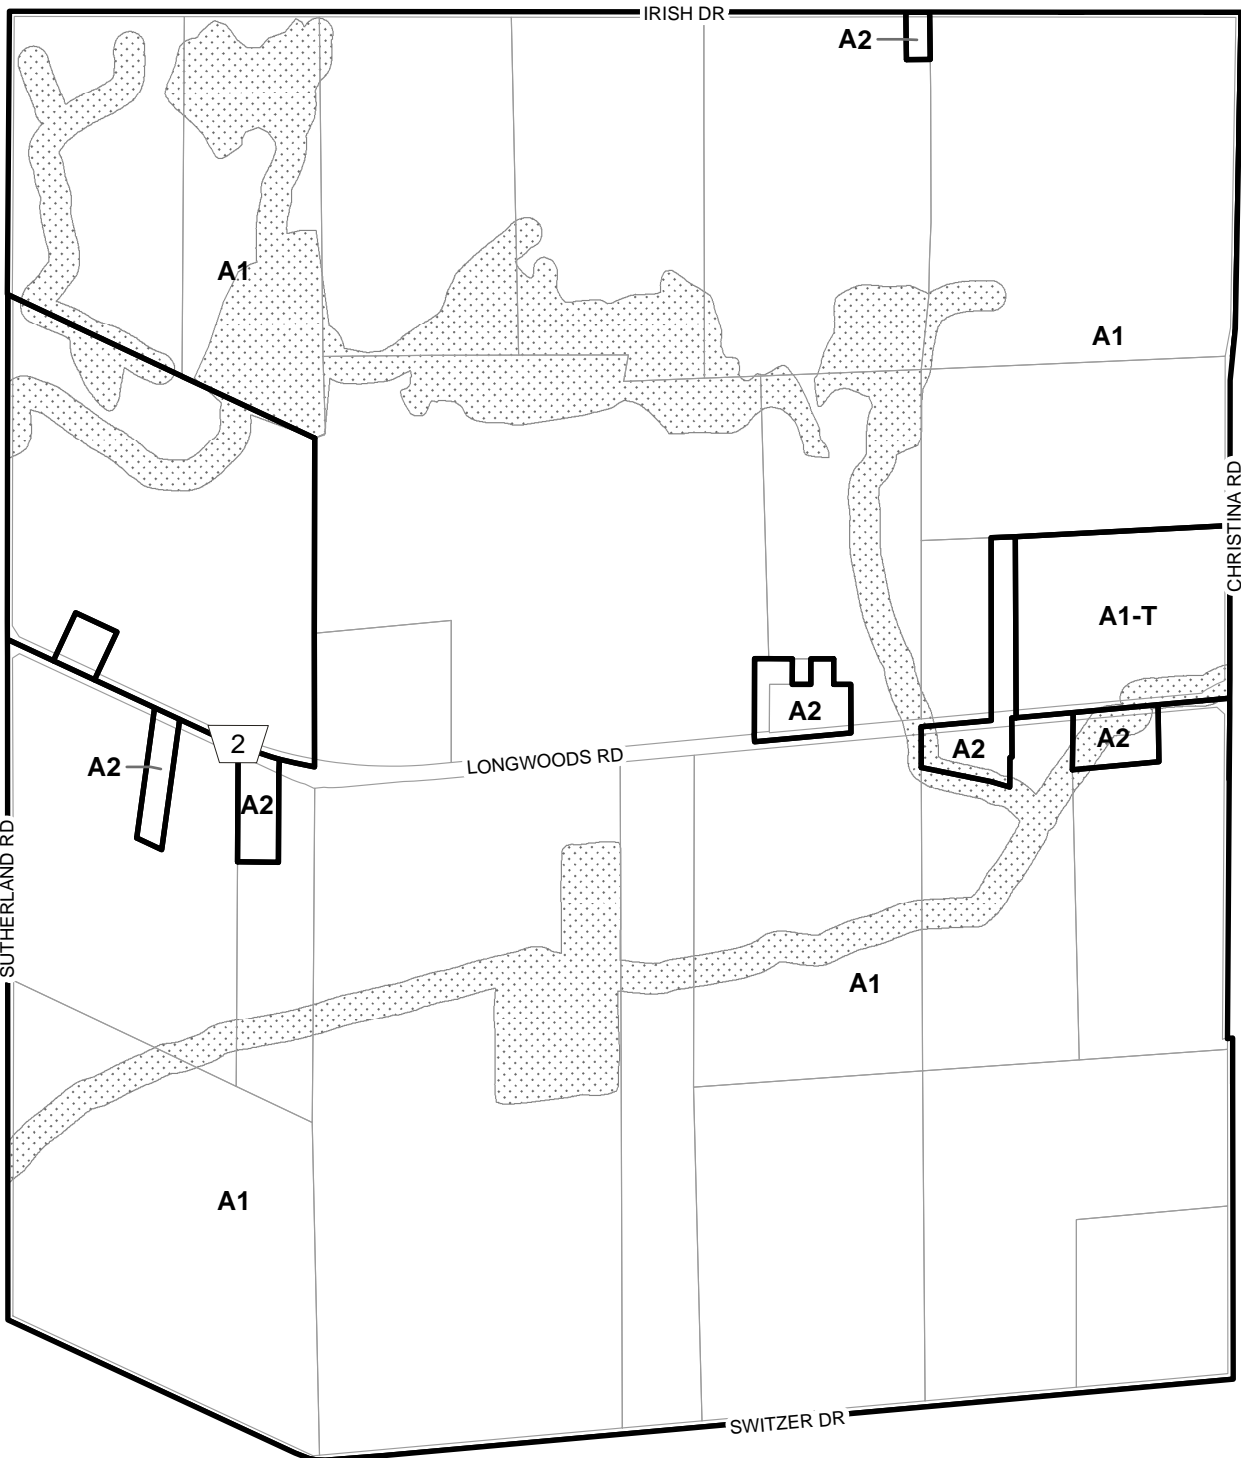 IRISH DR
A2
A1
A1
CHRISTINA RD
A1-T
A2
A2
A2
2
LONGWOODS RD
A2
A2
SUTHERLAND RD
A1
A1
SWITZER DR